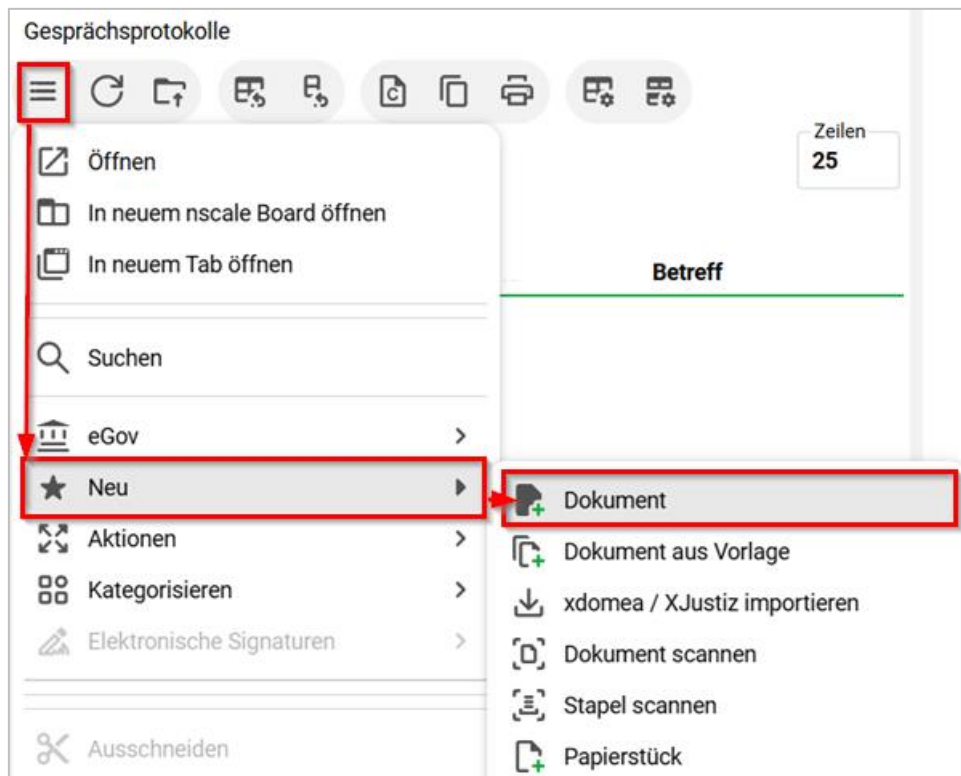 Gesprächsprotokolle
Zeilen
25
Öffnen
In neuem nscale Board öffnen
In neuem Tab öffnen
Betreff
Suchen
eGov
Neu
Aktionen
Kategorisieren
Elektronische Signaturen
Ausschneiden
Dokument
Dokument aus Vorlage
xdomea / XJustiz importieren
Dokument scannen
Stapel scannen
Papierstück